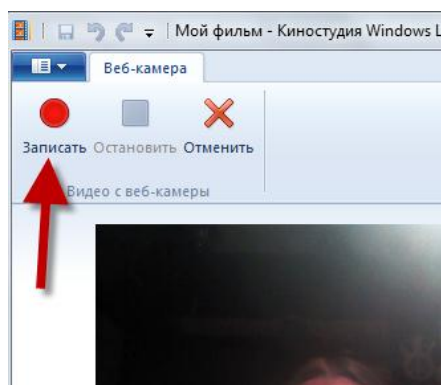 Мой фильм - Киностудия Windows L
Веб-камера
Записать Остановить Отменить
Видео с веб-камеры